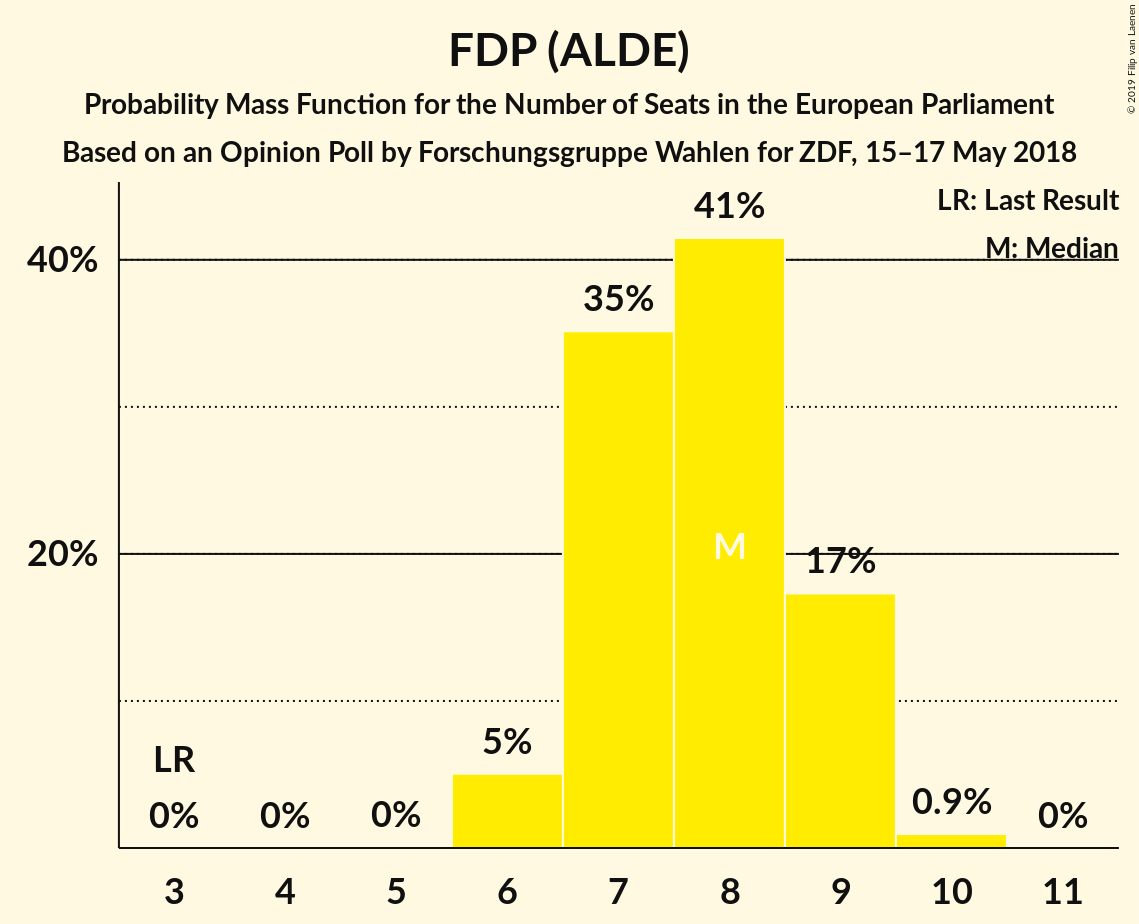 FDP (ALDE)
Probability Mass Function for the Number of Seats in the European Parliament
Based on an Opinion Poll by Forschungsgruppe Wahlen for ZDF, 15–17 May 2018
© 2019 Filip van Laenen
LR: Last Result
M: Median
40%
20%
LR
0%
0%
0%
5%
35%
41%
M
17%
0.9%
0%
3 4 5 6 7 8 9 10 11